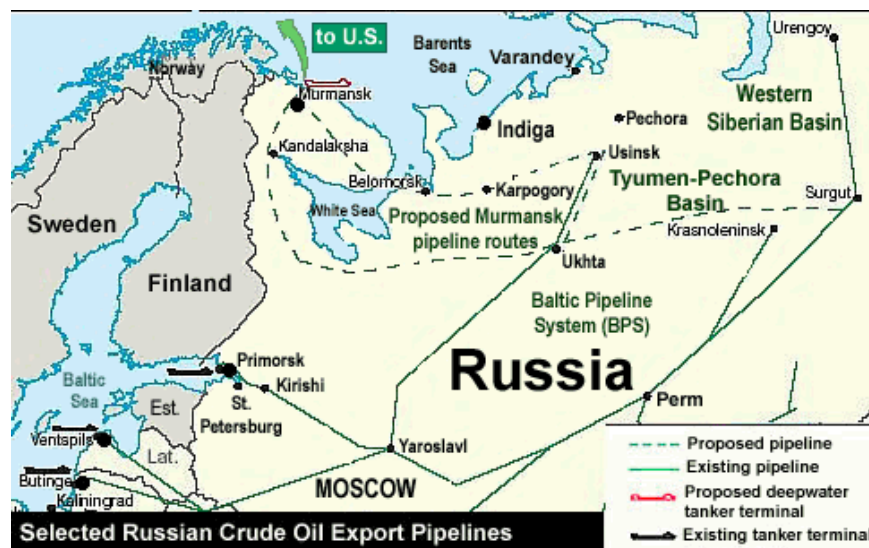 to U.S.
Barents
Sea
Urengoy
Norway
Varandey
Murmansk
Western
Siberian Basin
Indiga
Pechora
Kandalaksha
Usinsk
Belomorsk
Karpogory
Tyumen-Pechora
Basin
Surgut
White Sea
Proposed Murmansk
pipeline routes
Krasnoleninsk
Sweden
Finland
Ukhta
Baltic Pipeline
System (BPS)
Russia
Primorsk
Baltic
Sea
Kirishi
Est.
St.
Petersburg
Perm
Ventspils
Lat.
Yaroslavl
Butinge
Kaliningrad
MOSCOW
Proposed pipeline
Existing pipeline
Proposed deepwater
tanker terminal
Existing tanker terminal
Selected Russian Crude Oil Export Pipelines